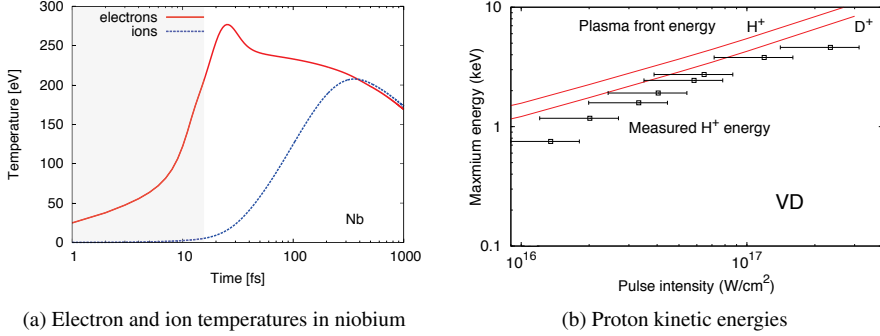 electrons
ions
300
250
200
150
100
50
0
Temperature [eV]
Nb
1
10
100
1000
Time [fs]
(a) Electron and ion temperatures in niobium
Plasma front energy
H+
D+
Measured H+ energy
VD
10
1
0.1
Maxmium energy (keV)
10^16
10^17
Pulse intensity (W/cm²)
(b) Proton kinetic energies